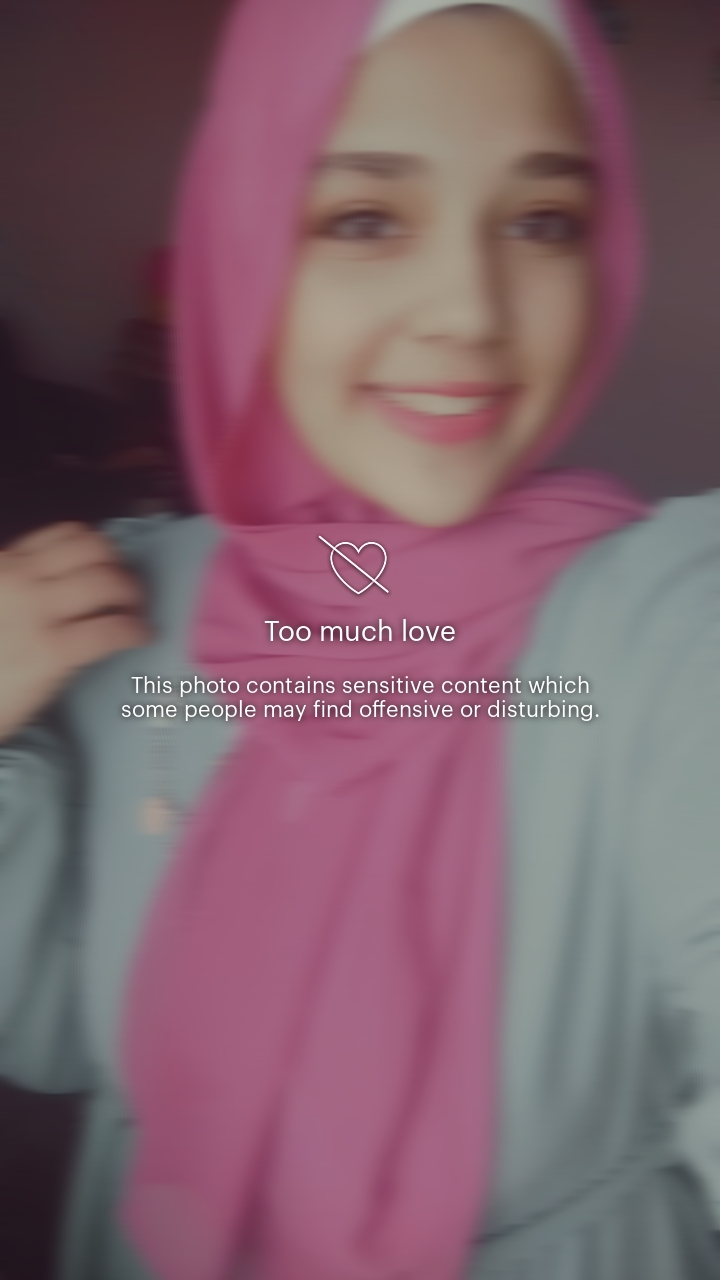 Too much love
This photo contains sensitive content which
some people may find offensive or disturbing.